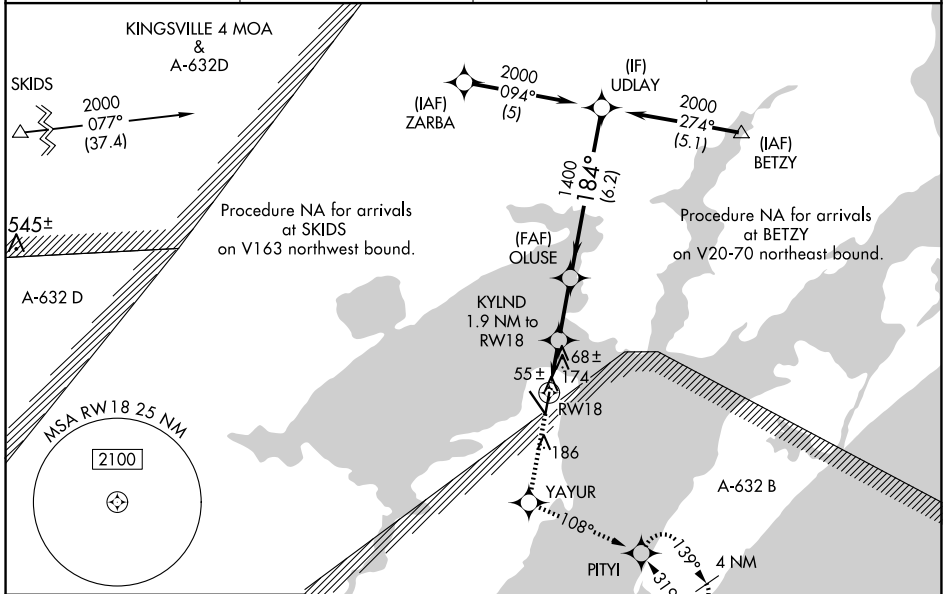 KINGSVILLE 4 MOA
&
A-632D
SKIDS
2000
077°
(37.4)
(IAF)
ZARBA
2000
094°
(5)
(IF)
UDLAY
2000
274°
(5.1)
(IAF)
BETZY
1400
184°
(6.2)
545±
Procedure NA for arrivals
at SKIDS
on V163 northwest bound.
Procedure NA for arrivals
at BETZY
on V20-70 northeast bound.
(FAF)
OLUSE
A-632 D
KYLND
1.9 NM to
RW18
68±
174
55±
RW18
MSA RW18 25 NM
2100
186
YAYUR
A-632 B
108°
PITYI
139°
4 NM
319°